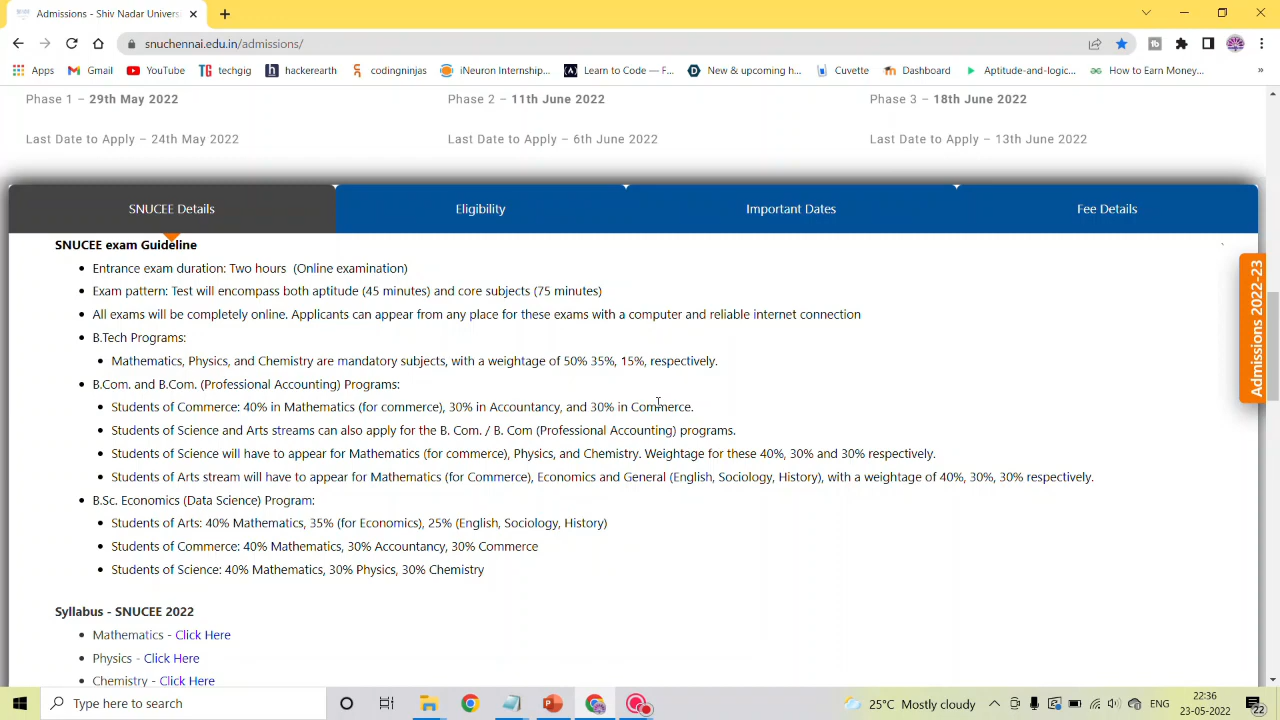 Admissions - Shiv Nadar Univers
snuchennai.edu.in/admissions/
Apps Gmail YouTube techgig hackerearth codingninjas iNeuron Internship... Learn to Code — F... New & upcoming h... Cuvette Dashboard Aptitude-and-logic... How to Earn Money... »
Phase 1 – 29th May 2022 Phase 2 – 11th June 2022 Phase 3 – 18th June 2022
Last Date to Apply – 24th May 2022 Last Date to Apply – 6th June 2022 Last Date to Apply – 13th June 2022
SNUCEE Details Eligibility Important Dates Fee Details
SNUCEE exam Guideline
Entrance exam duration: Two hours (Online examination)
Exam pattern: Test will encompass both aptitude (45 minutes) and core subjects (75 minutes)
All exams will be completely online. Applicants can appear from any place for these exams with a computer and reliable internet connection
B.Tech Programs:
Mathematics, Physics, and Chemistry are mandatory subjects, with a weightage of 50% 35%, 15%, respectively.
B.Com. and B.Com. (Professional Accounting) Programs:
Students of Commerce: 40% in Mathematics (for commerce), 30% in Accountancy, and 30% in Commerce.
Students of Science and Arts streams can also apply for the B. Com. / B. Com (Professional Accounting) programs.
Students of Science will have to appear for Mathematics (for commerce), Physics, and Chemistry. Weightage for these 40%, 30% and 30% respectively.
Students of Arts stream will have to appear for Mathematics (for Commerce), Economics and General (English, Sociology, History), with a weightage of 40%, 30%, 30% respectively.
B.Sc. Economics (Data Science) Program:
Students of Arts: 40% Mathematics, 35% (for Economics), 25% (English, Sociology, History)
Students of Commerce: 40% Mathematics, 30% Accountancy, 30% Commerce
Students of Science: 40% Mathematics, 30% Physics, 30% Chemistry
Syllabus - SNUCEE 2022
Mathematics - Click Here
Physics - Click Here
Chemistry - Click Here
Admissions 2022-23
Type here to search
25°C Mostly cloudy
ENG
22:36
23-05-2022
22